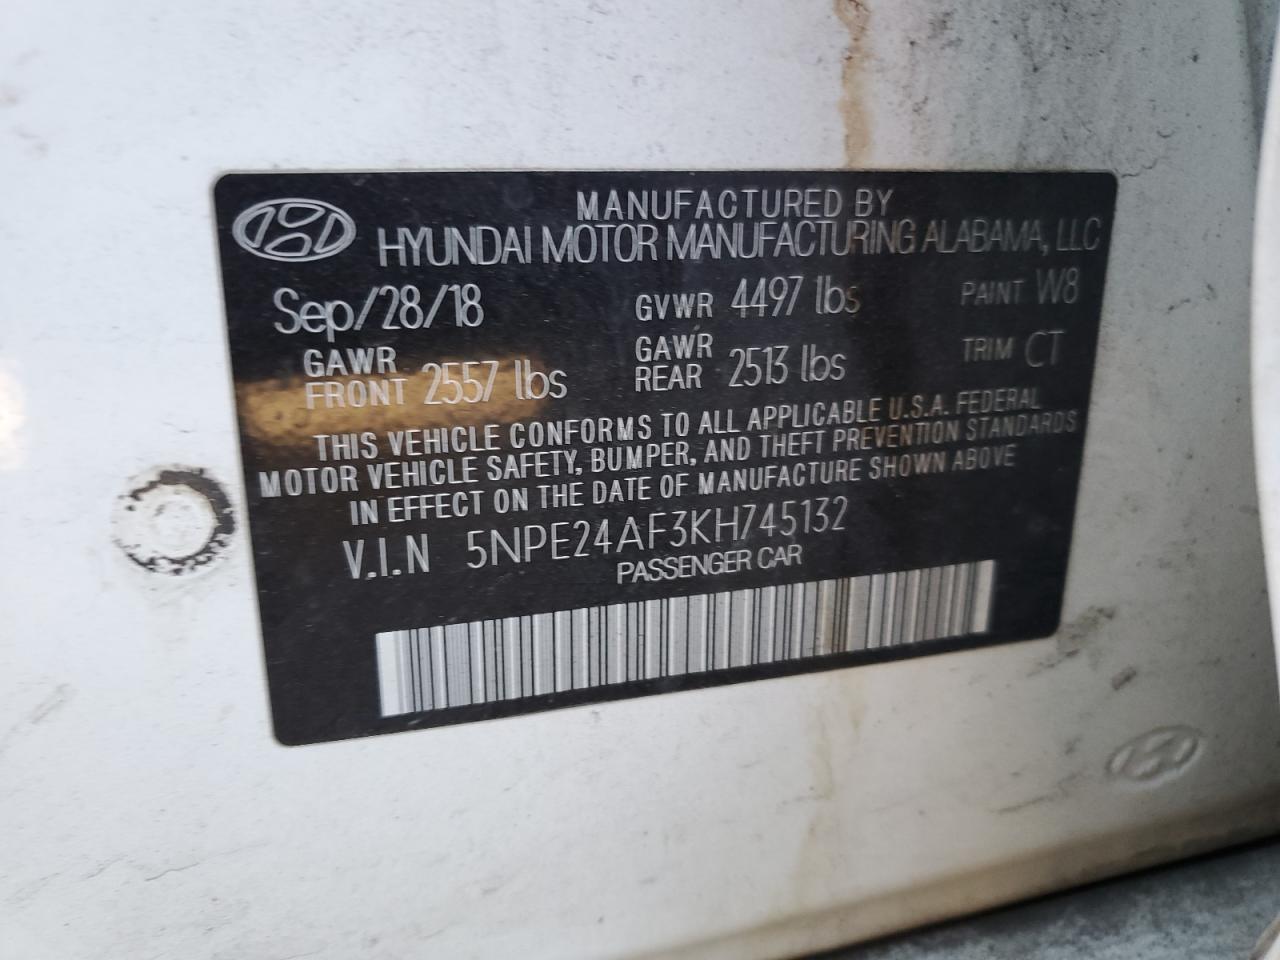 MANUFACTURED BY
HYUNDAI MOTOR MANUFACTURING ALABAMA, LLC
Sep/28/18 GVWR 4497 lbs PAINT W8
GAWR FRONT 2557 lbs GAWR REAR 2513 lbs TRIM CT
THIS VEHICLE CONFORMS TO ALL APPLICABLE U.S.A. FEDERAL
MOTOR VEHICLE SAFETY, BUMPER, AND THEFT PREVENTION STANDARDS
IN EFFECT ON THE DATE OF MANUFACTURE SHOWN ABOVE
V.I.N 5NPE24AF3KH745132
PASSENGER CAR